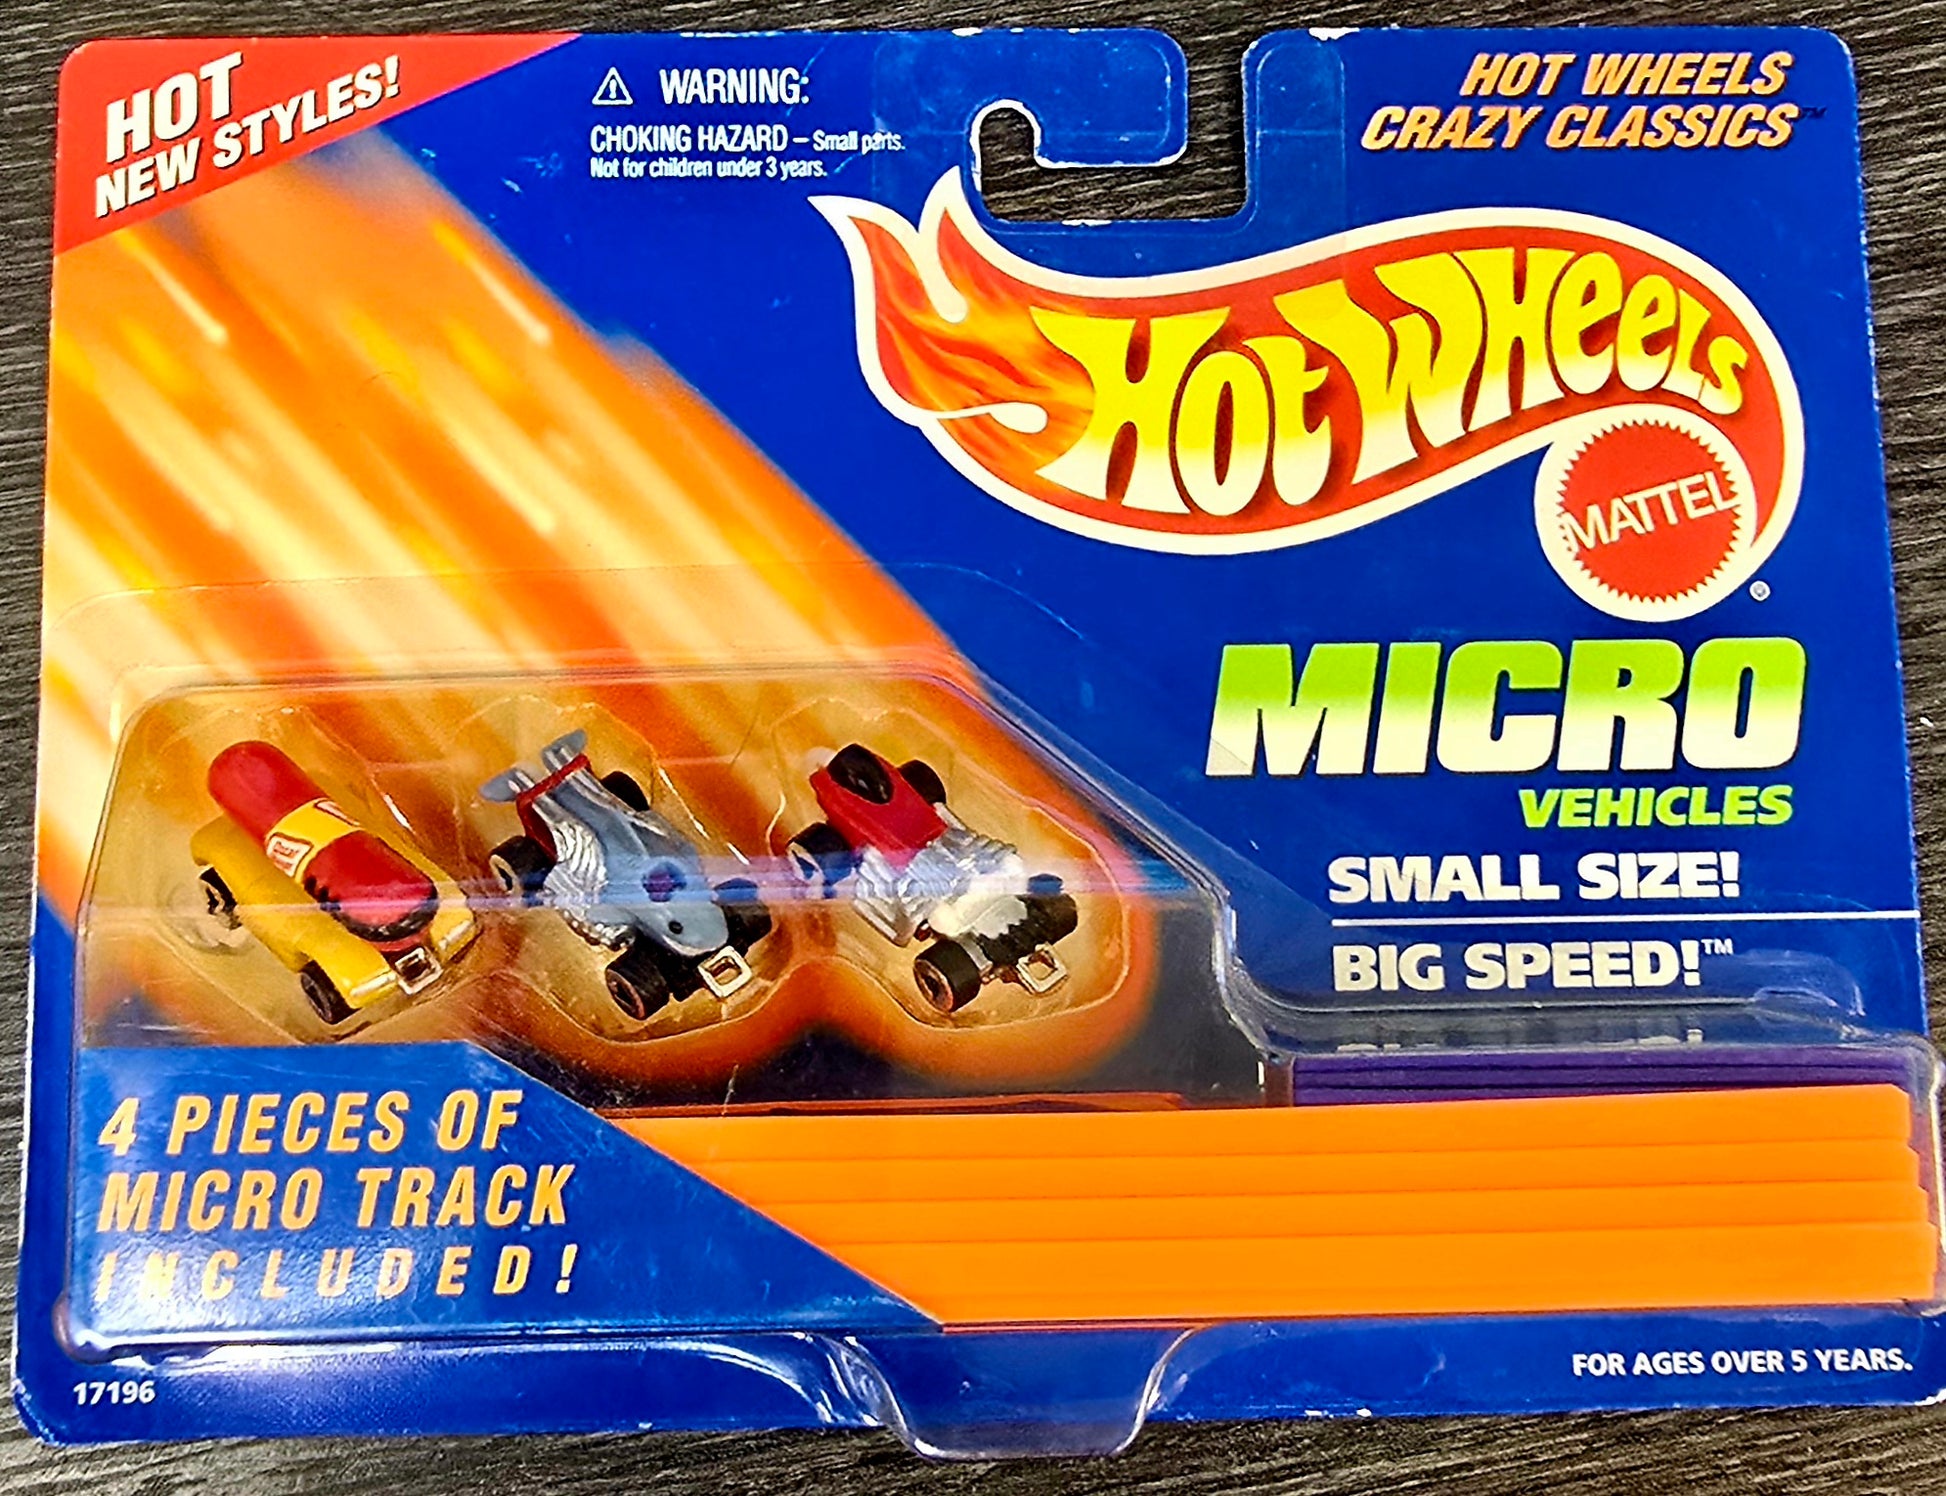 HOT
NEW STYLES!
⚠ WARNING:
CHOKING HAZARD – Small parts.
Not for children under 3 years.
HOT WHEELS
CRAZY CLASSICS™
HOT WHEELS
MATTEL
®
MICRO
VEHICLES
SMALL SIZE!
BIG SPEED!™
Oscar
4 PIECES OF
MICRO TRACK
INCLUDED!
17196
FOR AGES OVER 5 YEARS.